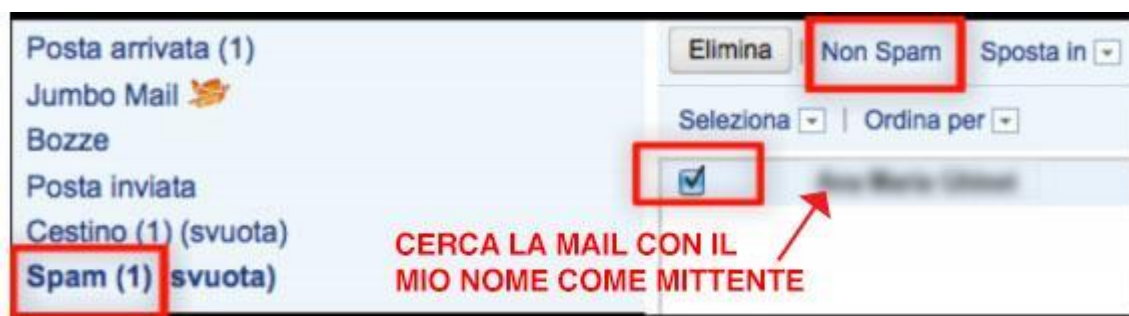 Posta arrivata (1)
Jumbo Mail
Bozze
Posta inviata
Cestino (1) (svuota)
Spam (1) (svuota)
Elimina | Non Spam Sposta in
Seleziona | Ordina per
CERCA LA MAIL CON IL
MIO NOME COME MITTENTE